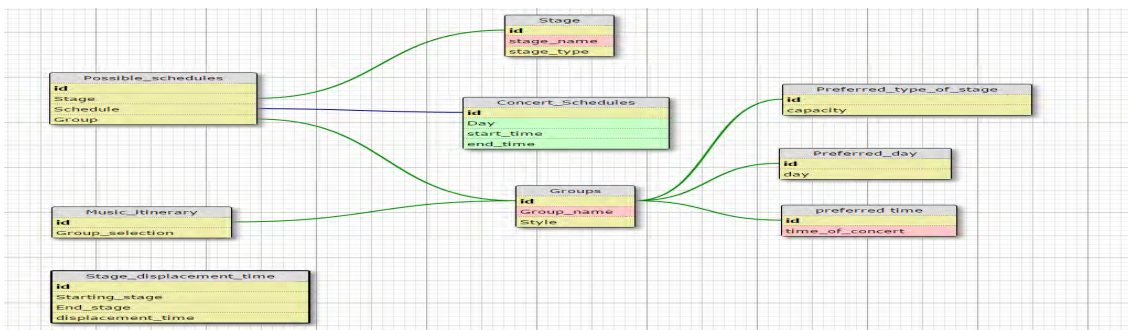 Stage
id
stage_name
stage_type
Possible_schedules
id
Stage
Schedule
Group
Concert_Schedules
id
Day
start_time
end_time
Preferred_type_of_stage
id
capacity
Preferred_day
id
day
Groups
id
Group_name
Style
Music_itinerary
id
Group_selection
preferred time
id
time_of_concert
Stage_displacement_time
id
Starting_stage
End_stage
displacement_time